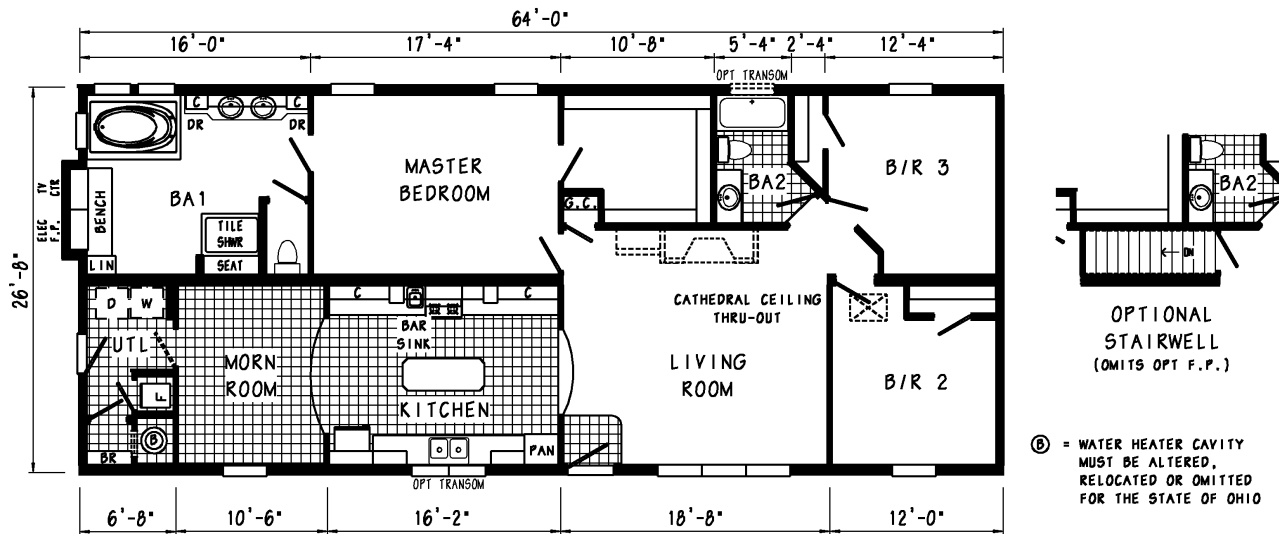 64'-0"
16'-0" 17'-4" 10'-8" 5'-4" 2'-4" 12'-4"
OPT TRANSOM
26'-8"
C C
DR DR
MASTER
BEDROOM
BA1
BENCH
ELEC TV
F.P. CTR
TILE
SHWR
SEAT
LIN
G.C.
BA2
B/R 3
D W
UTL
F
B
BR
MORN
ROOM
C C
BAR
SINK
KITCHEN
PAN
OPT TRANSOM
CATHEDRAL CEILING
THRU-OUT
LIVING
ROOM
B/R 2
6'-8" 10'-6" 16'-2" 18'-8" 12'-0"
BA2
DN
OPTIONAL
STAIRWELL
(OMITS OPT F.P.)
B = WATER HEATER CAVITY
MUST BE ALTERED,
RELOCATED OR OMITTED
FOR THE STATE OF OHIO